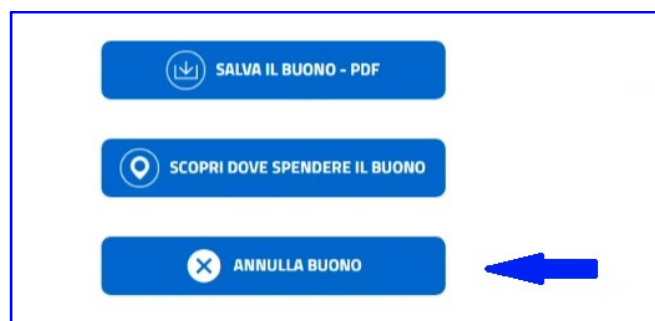 SALVA IL BUONO - PDF
SCOPRI DOVE SPENDERE IL BUONO
ANNULLA BUONO